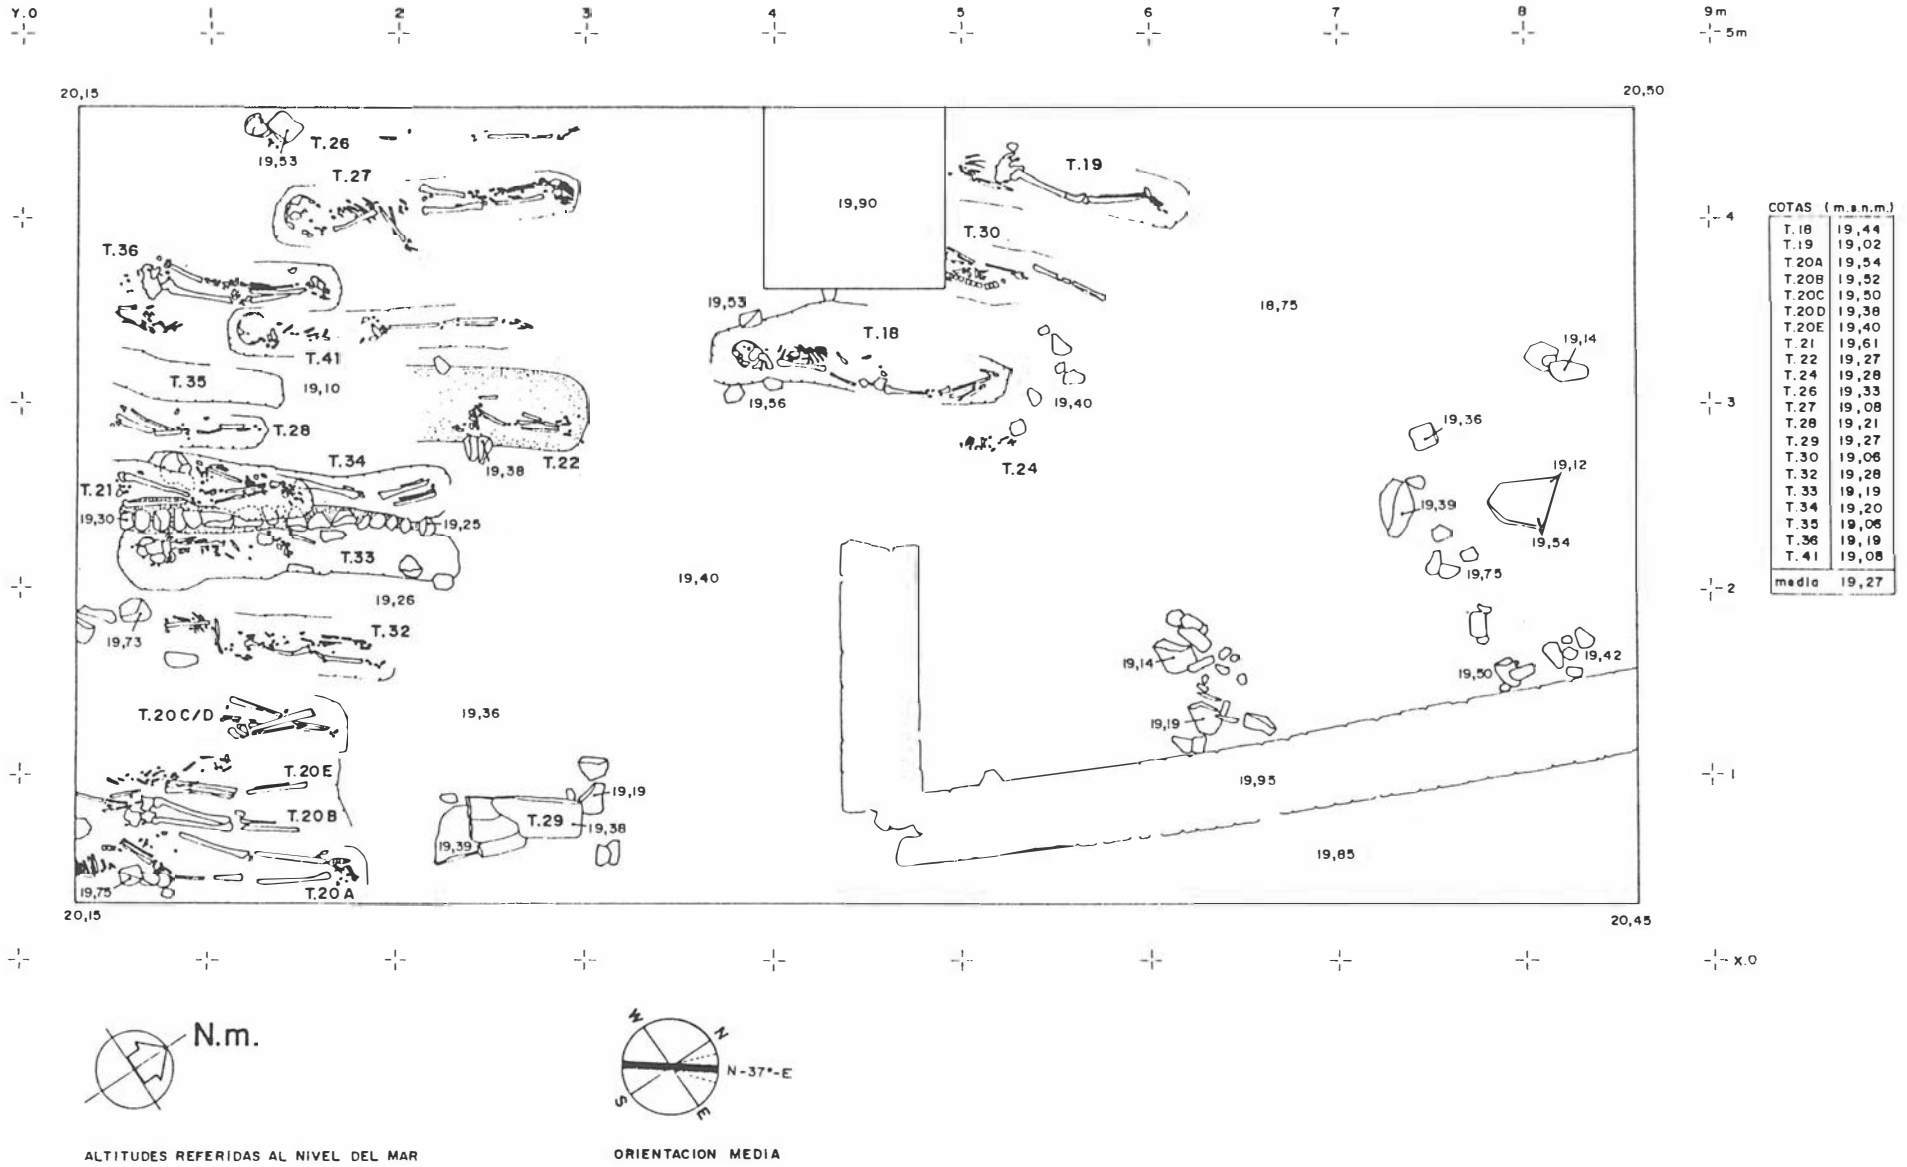 Y.0 1 2 3 4 5 6 7 8 9m
5m
20,15
20,50
T.26
19,53
T.27
T.19
19,90
4
COTAS (m.s.n.m.)
T.18 19,44
T.19 19,02
T.20A 19,54
T.20B 19,52
T.20C 19,50
T.20D 19,38
T.20E 19,40
T.21 19,61
T.22 19,27
T.24 19,28
T.26 19,33
T.27 19,08
T.28 19,21
T.29 19,27
T.30 19,06
T.32 19,28
T.33 19,19
T.34 19,20
T.35 19,06
T.36 19,19
T.41 19,08
media 19,27
T.30
T.36
19,53
18,75
T.18
19,14
T.41
T.35
19,10
19,56
19,40
3
19,36
T.28
T.34
19,38
T.22
T.24
19,12
T.21
19,30
19,25
19,39
19,54
T.33
19,75
19,40
2
19,26
19,73
T.32
19,42
19,14
19,50
T.20C/D
19,36
19,19
T.20E
1
19,95
19,19
T.20B
T.29
19,38
19,39
19,85
19,75
T.20A
20,15
20,45
X.0
N.m.
W
N
N-37°-E
S
E
ALTITUDES REFERIDAS AL NIVEL DEL MAR
ORIENTACION MEDIA